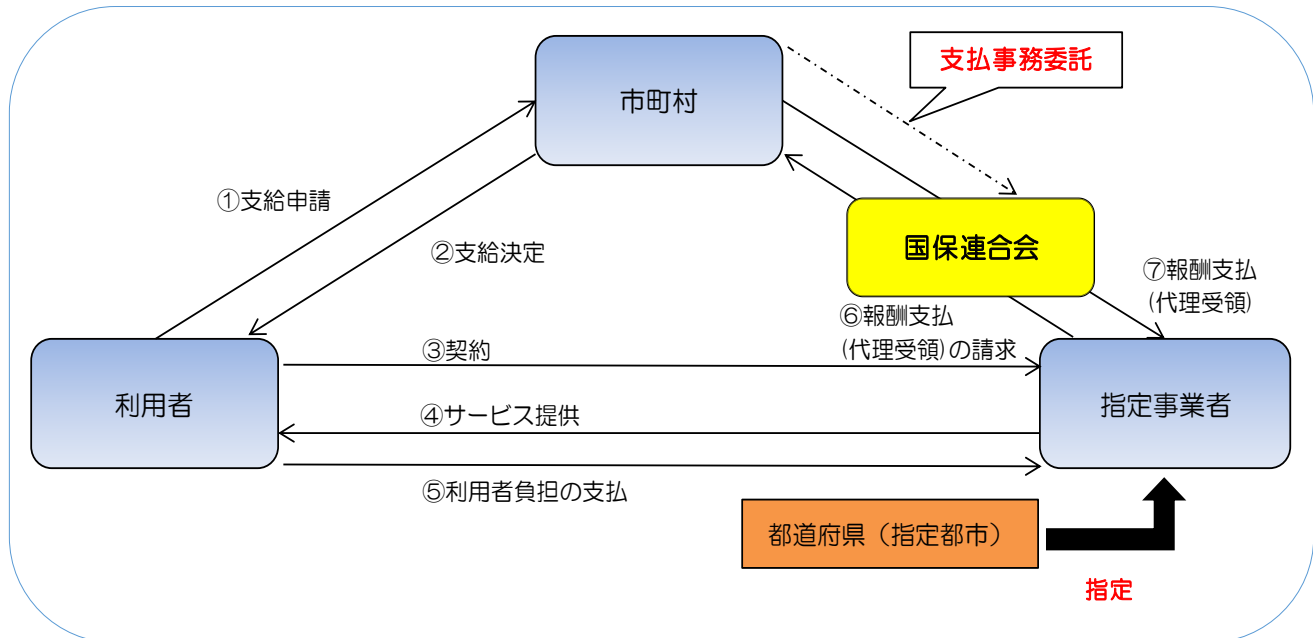 支払事務委託
市町村
①支給申請
②支給決定
国保連合会
⑦報酬支払
(代理受領)
⑥報酬支払
(代理受領)の請求
③契約
利用者
指定事業者
④サービス提供
⑤利用者負担の支払
都道府県（指定都市）
指定